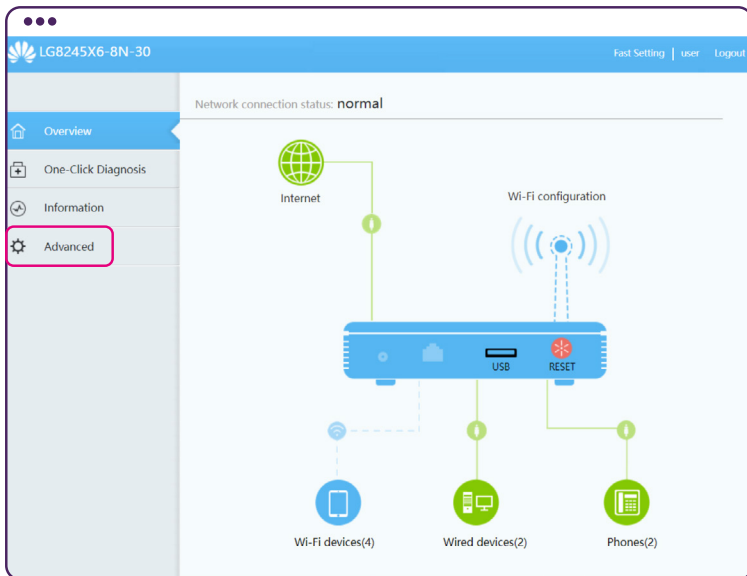 LG8245X6-8N-30
Fast Setting | user Logout
Network connection status: normal
Overview
One-Click Diagnosis
Information
Advanced
Internet
Wi-Fi configuration
USB
RESET
Wi-Fi devices(4)
Wired devices(2)
Phones(2)